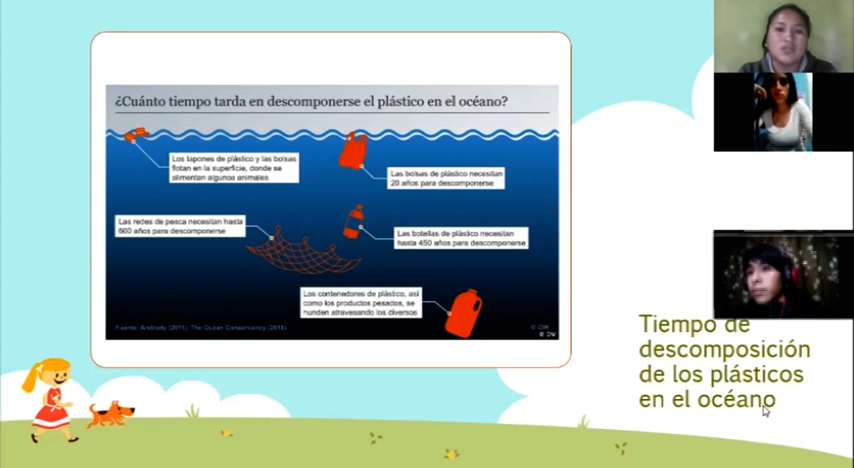 ¿Cuánto tiempo tarda en descomponerse el plástico en el océano?
Los tapones de plástico y las bolsas
flotan en la superficie, donde se
alimentan algunos animales
Las bolsas de plástico necesitan
20 años para descomponerse
Las redes de pesca necesitan hasta
600 años para descomponerse
Las botellas de plástico necesitan
hasta 450 años para descomponerse
Los contenedores de plástico, así
como los productos pesados, se
hunden atravesando los diversos
Fuente: Andrady (2011), The Ocean Conservancy (2016)
© DW
© DW
Tiempo de
descomposición
de los plásticos
en el océano